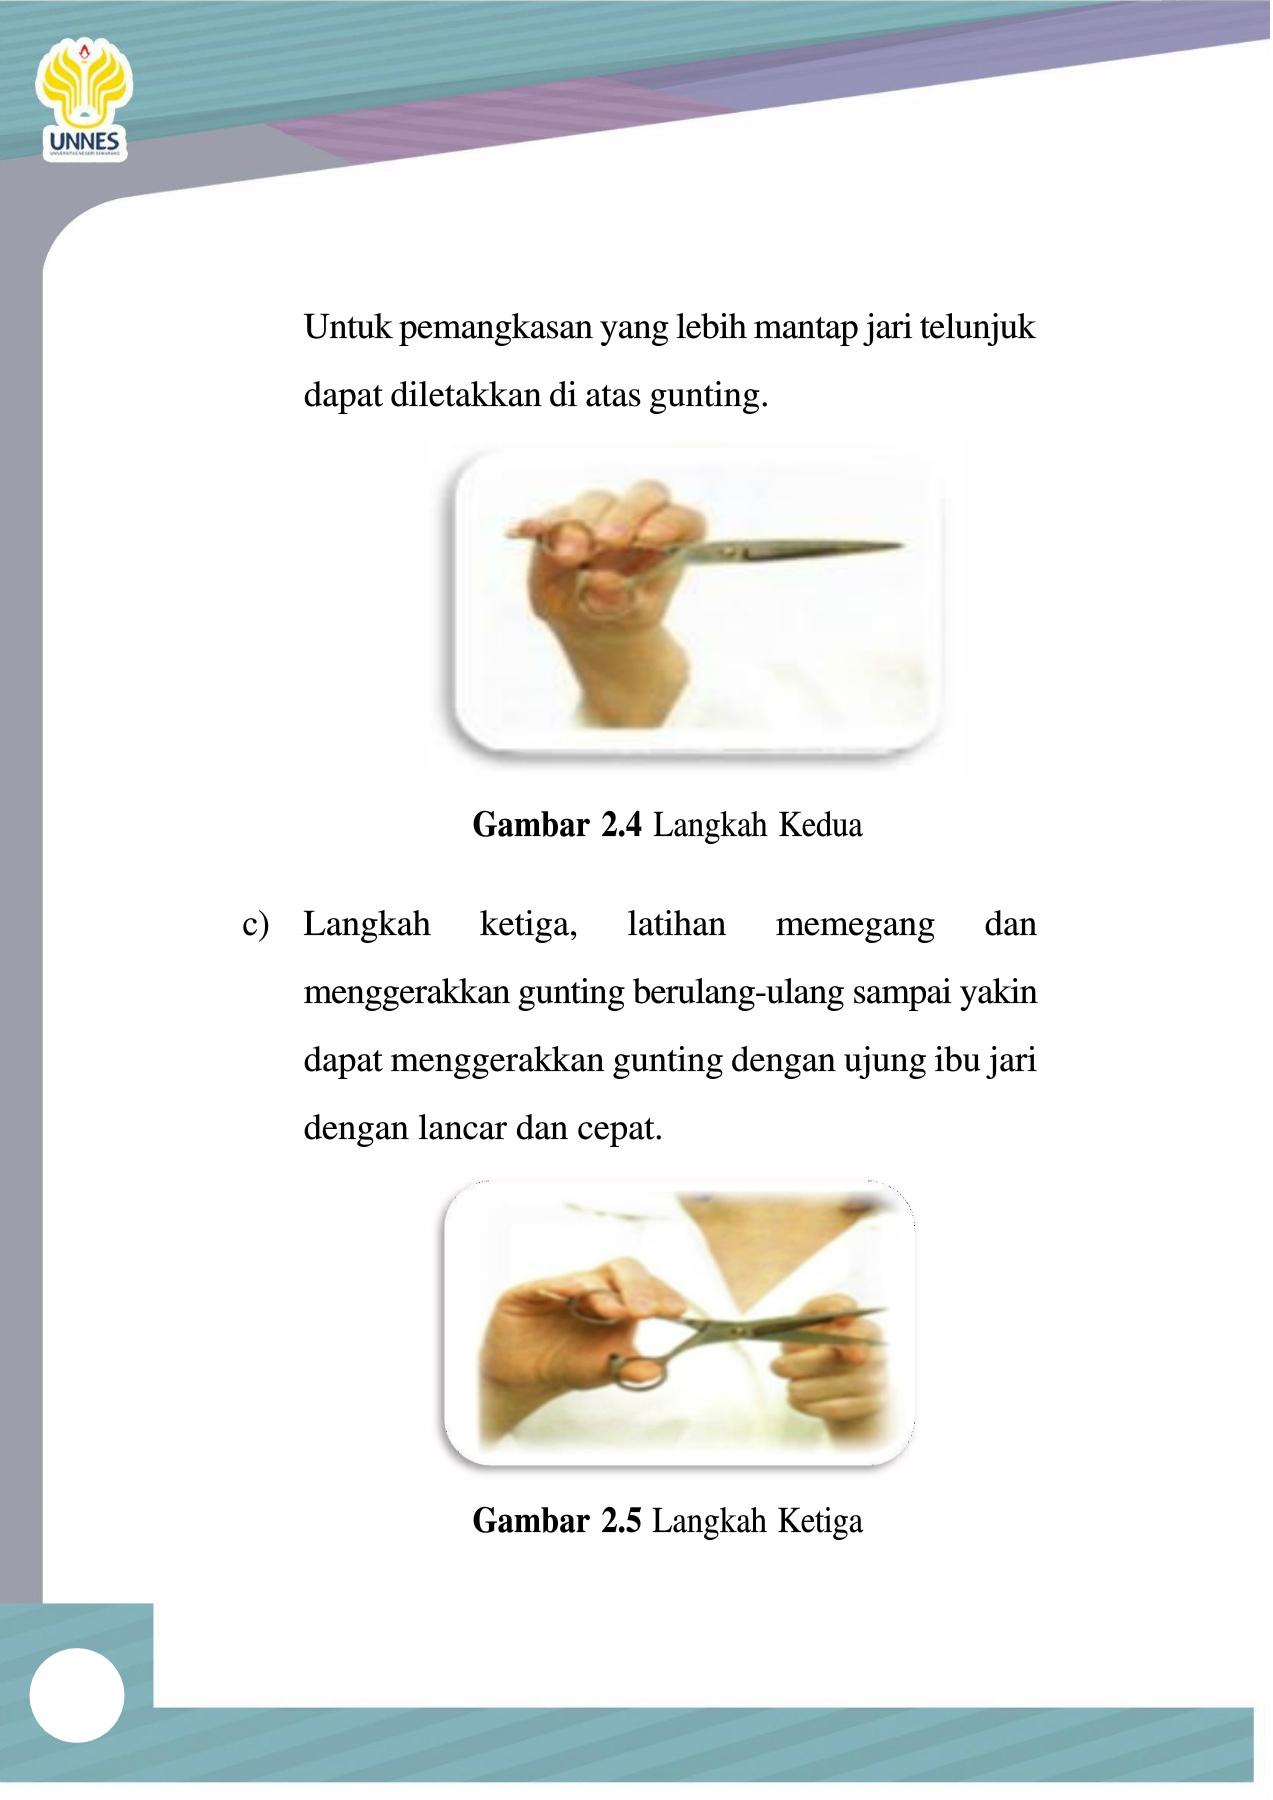 UNNES
UNIVERSITAS NEGERI SEMARANG
Untuk pemangkasan yang lebih mantap jari telunjuk
dapat diletakkan di atas gunting.
Gambar 2.4 Langkah Kedua
c) Langkah ketiga, latihan memegang dan
menggerakkan gunting berulang-ulang sampai yakin
dapat menggerakkan gunting dengan ujung ibu jari
dengan lancar dan cepat.
Gambar 2.5 Langkah Ketiga